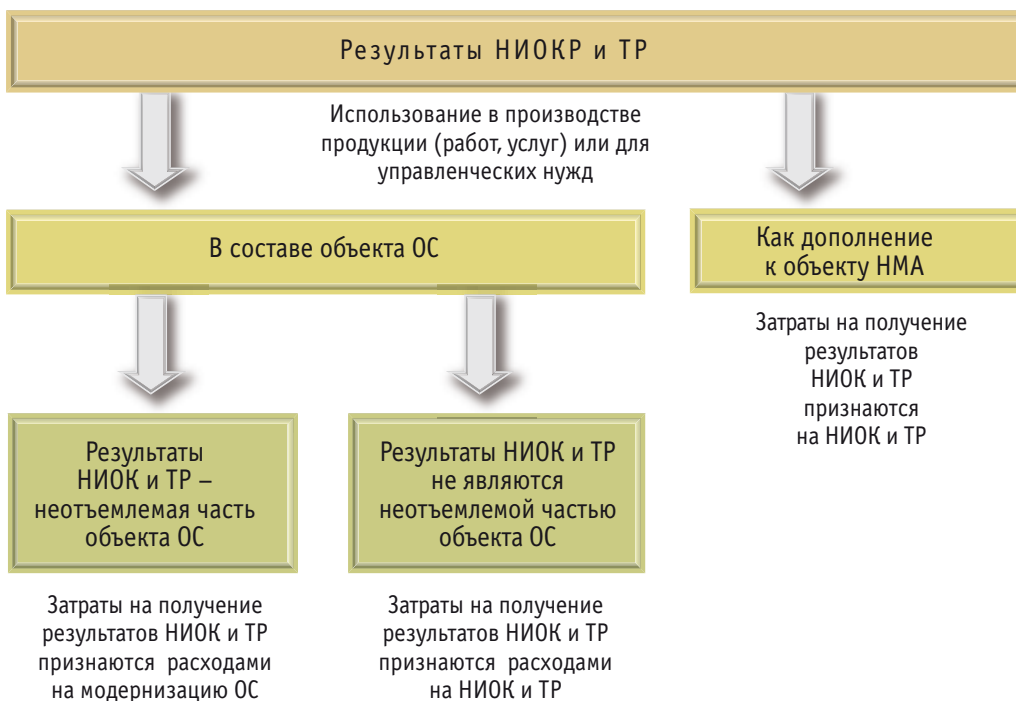 Результаты НИОКР и ТР
Использование в производстве
продукции (работ, услуг) или для
управленческих нужд
В составе объекта ОС
Как дополнение
к объекту НМА
Затраты на получение
результатов
НИОК и ТР
признаются
на НИОК и ТР
Результаты
НИОК и ТР –
неотъемлемая часть
объекта ОС
Результаты НИОК и ТР
не являются
неотъемлемой частью
объекта ОС
Затраты на получение
результатов НИОК и ТР
признаются расходами
на модернизацию ОС
Затраты на получение
результатов НИОК и ТР
признаются расходами
на НИОК и ТР